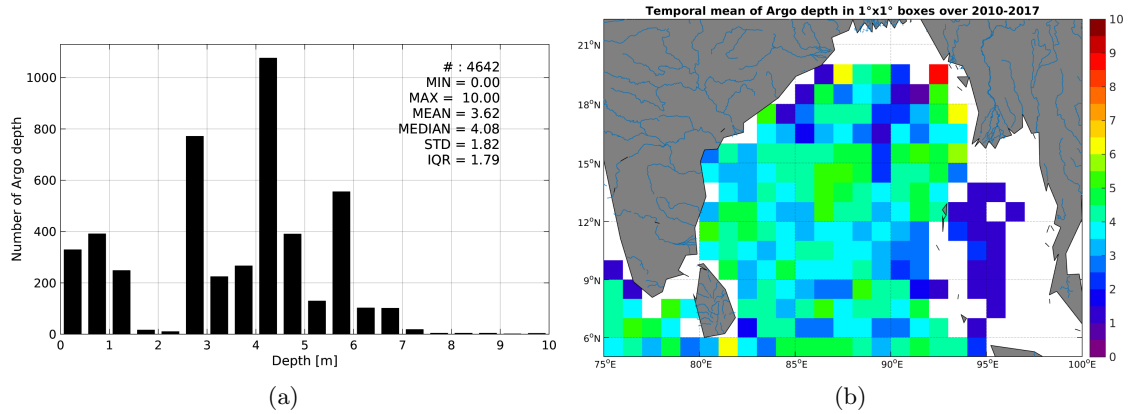 Temporal mean of Argo depth in 1°x1° boxes over 2010-2017
# : 4642
MIN = 0.00
MAX = 10.00
MEAN = 3.62
MEDIAN = 4.08
STD = 1.82
IQR = 1.79
Number of Argo depth
1000
800
600
400
200
0
0 1 2 3 4 5 6 7 8 9 10
Depth [m]
(a)
21°N
18°N
15°N
12°N
9°N
6°N
75°E 80°E 85°E 90°E 95°E 100°E
10
9
8
7
6
5
4
3
2
1
0
(b)